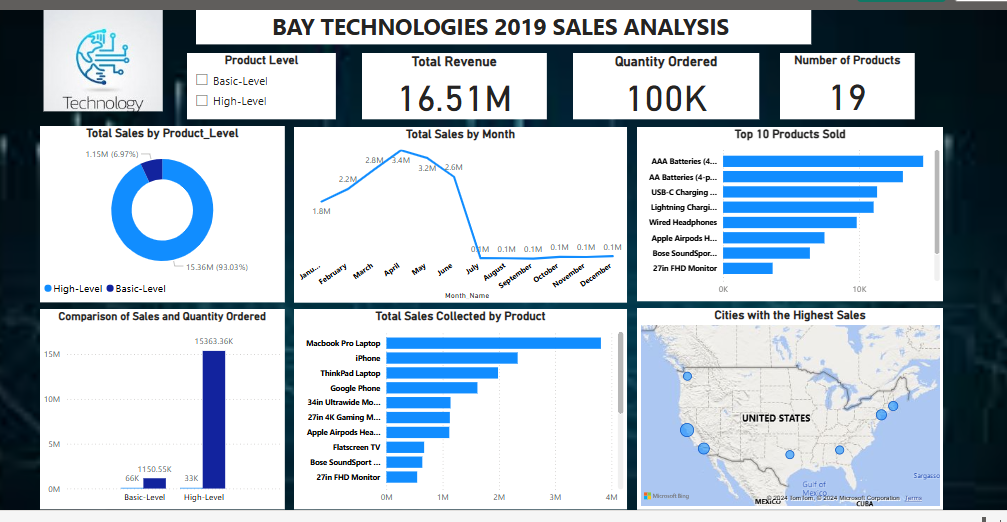 BAY TECHNOLOGIES 2019 SALES ANALYSIS
Technology
Product Level
Basic-Level
High-Level
Total Revenue
16.51M
Quantity Ordered
100K
Number of Products
19
Total Sales by Product_Level
1.15M (6.97%)
15.36M (93.03%)
High-Level
Basic-Level
Total Sales by Month
1.8M
2.2M
2.8M
3.4M
3.2M
2.6M
0.1M
0.1M
0.1M
0.1M
0.1M
0.1M
Janu...
February
March
April
May
June
July
August
September
October
November
December
Month_Name
Top 10 Products Sold
AAA Batteries (4...
AA Batteries (4-p...
USB-C Charging ...
Lightning Chargi...
Wired Headphones
Apple Airpods H...
Bose SoundSpor...
27in FHD Monitor
0K
10K
Comparison of Sales and Quantity Ordered
15M
10M
5M
0M
66K
1150.55K
33K
15363.36K
Basic-Level
High-Level
Total Sales Collected by Product
Macbook Pro Laptop
iPhone
ThinkPad Laptop
Google Phone
34in Ultrawide Mo...
27in 4K Gaming M...
Apple Airpods Hea...
Flatscreen TV
Bose SoundSport ...
27in FHD Monitor
0M
1M
2M
3M
4M
Cities with the Highest Sales
UNITED STATES
Sargasso
Gulf of
Mexico
MEXICO
CUBA
Microsoft Bing
© 2024 TomTom, © 2024 Microsoft Corporation
Terms